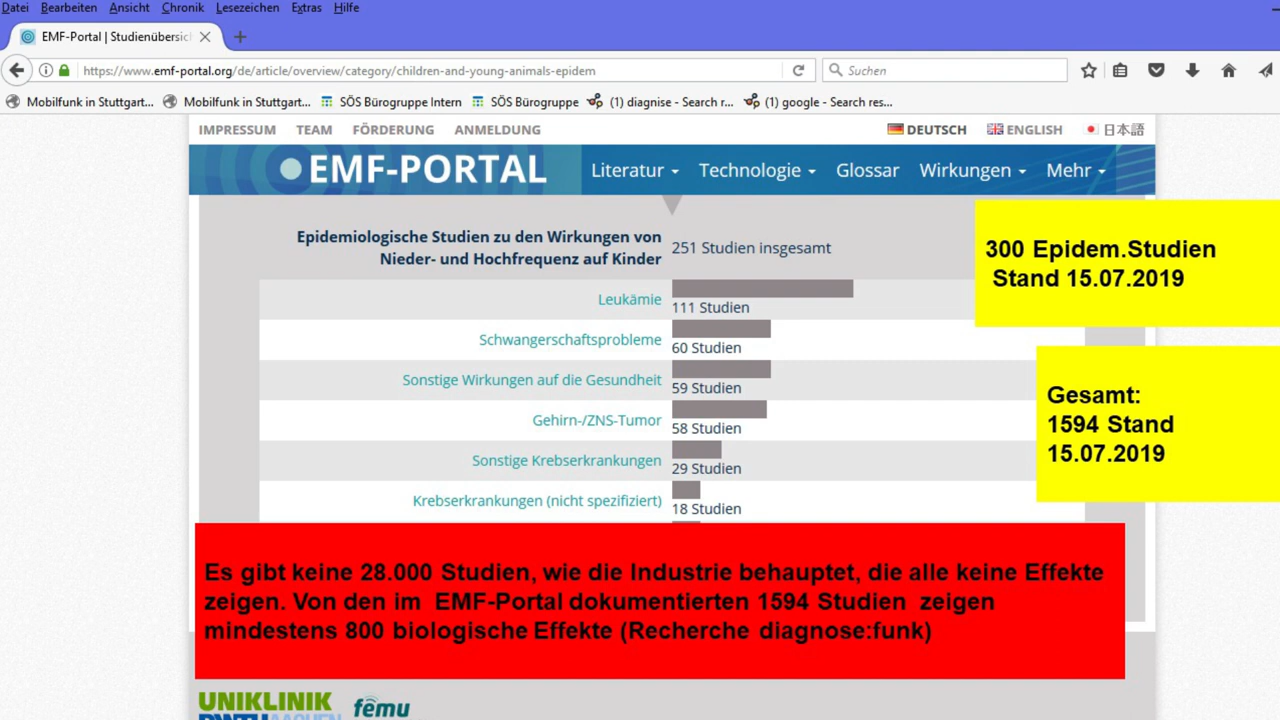 Datei Bearbeiten Ansicht Chronik Lesezeichen Extras Hilfe
EMF-Portal | Studienübersic
https://www.emf-portal.org/de/article/overview/category/children-and-young-animals-epidem
Suchen
Mobilfunk in Stuttgart... Mobilfunk in Stuttgart... SÖS Bürogruppe Intern SÖS Bürogruppe (1) diagnise - Search r... (1) google - Search res...
IMPRESSUM TEAM FÖRDERUNG ANMELDUNG DEUTSCH ENGLISH 日本語
EMF-PORTAL Literatur Technologie Glossar Wirkungen Mehr
Epidemiologische Studien zu den Wirkungen von
Nieder- und Hochfrequenz auf Kinder
251 Studien insgesamt
300 Epidem.Studien
Stand 15.07.2019
Leukämie
111 Studien
Schwangerschaftsprobleme
60 Studien
Sonstige Wirkungen auf die Gesundheit
59 Studien
Gehirn-/ZNS-Tumor
58 Studien
Sonstige Krebserkrankungen
29 Studien
Krebserkrankungen (nicht spezifiziert)
18 Studien
Gesamt:
1594 Stand
15.07.2019
Es gibt keine 28.000 Studien, wie die Industrie behauptet, die alle keine Effekte
zeigen. Von den im EMF-Portal dokumentierten 1594 Studien zeigen
mindestens 800 biologische Effekte (Recherche diagnose:funk)
UNIKLINIK
RWTH AACHEN
femu